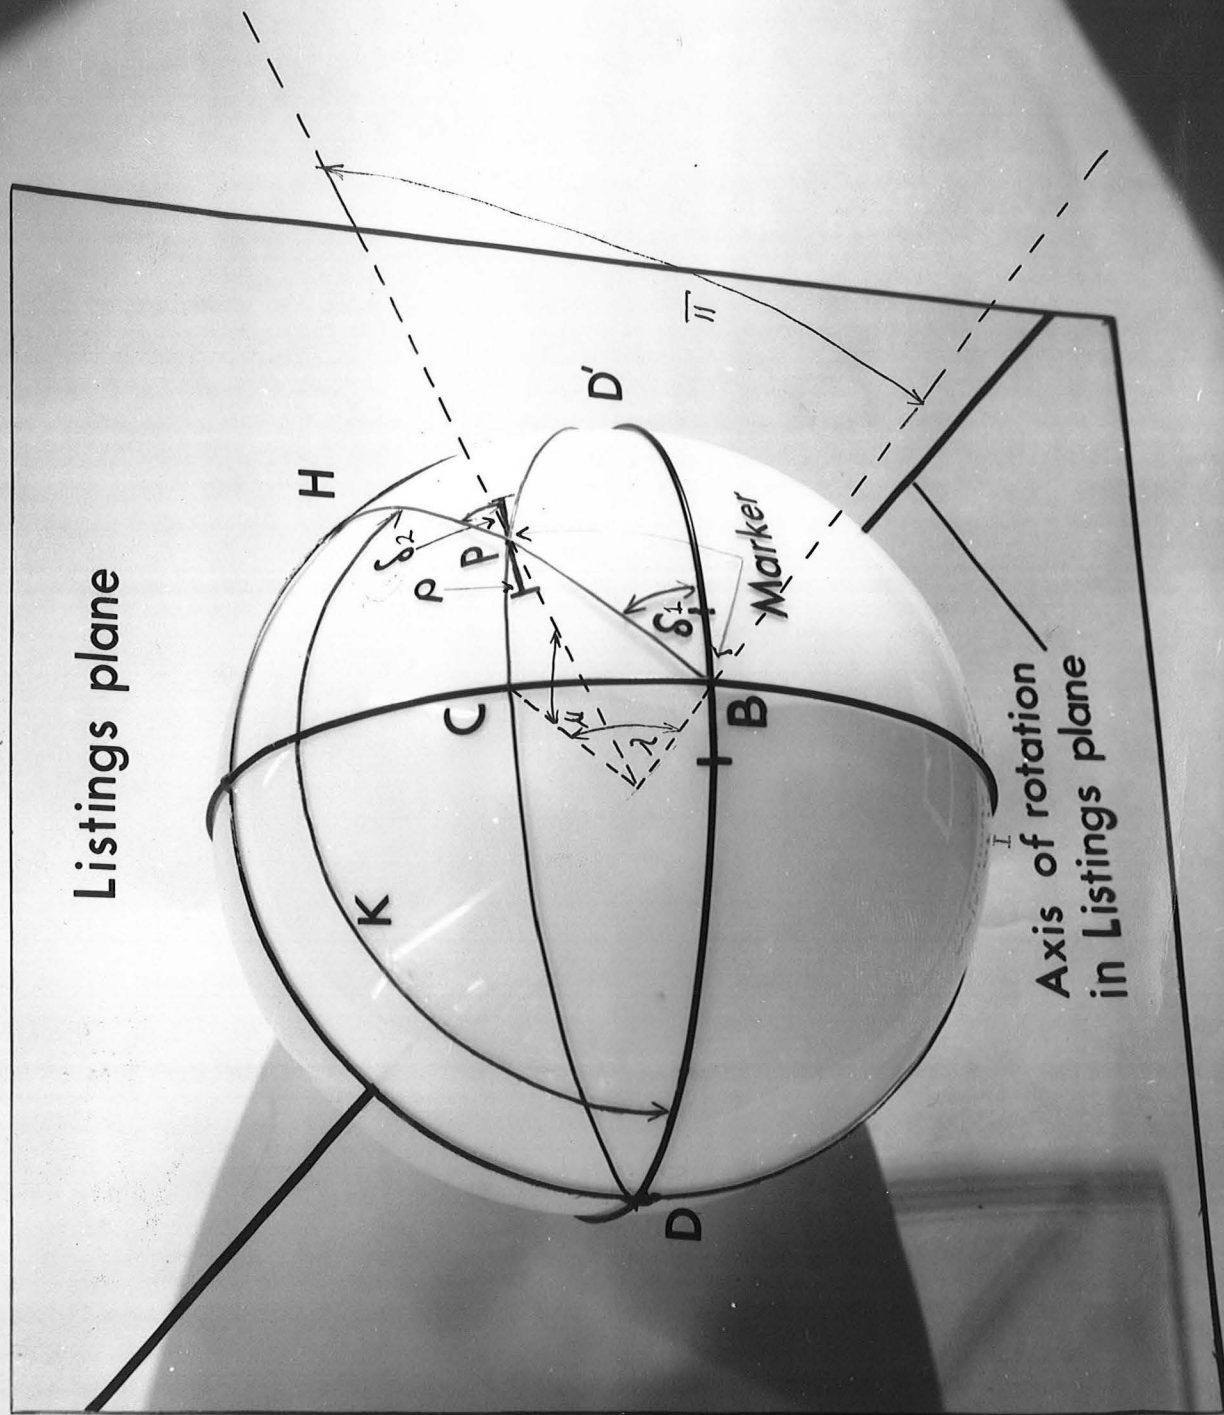 Listings plane
H
δ2
ρ
P
D'
π
C
μ
λ
δ1
Marker
B
K
D
Axis of rotation
in Listings plane
I